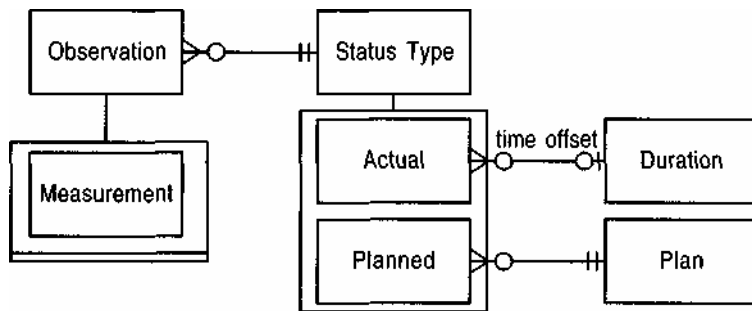 Observation
Status Type
Measurement
Actual
time offset
Duration
Planned
Plan